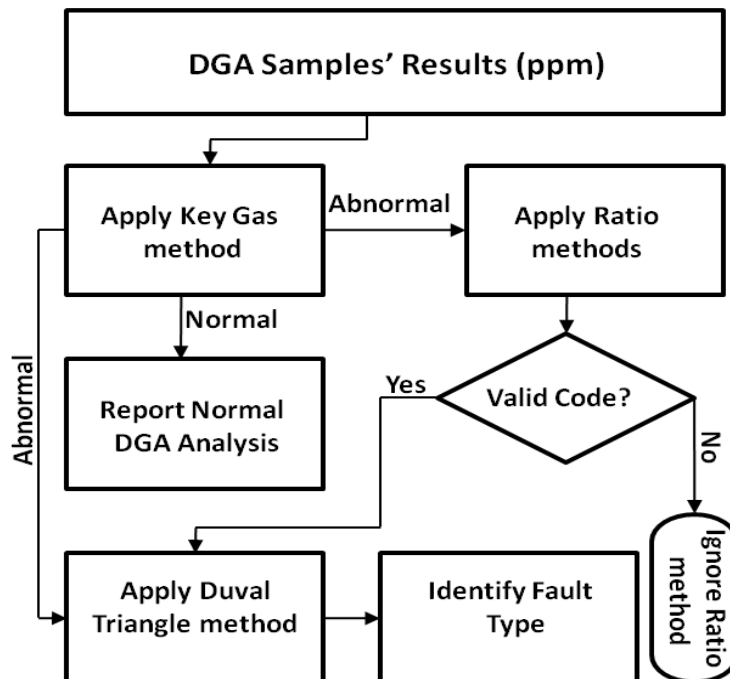 DGA Samples’ Results (ppm)
Apply Key Gas
method
Abnormal
Apply Ratio
methods
Normal
Abnormal
Report Normal
DGA Analysis
Yes
Valid Code?
No
Apply Duval
Triangle method
Identify Fault
Type
Ignore Ratio
method